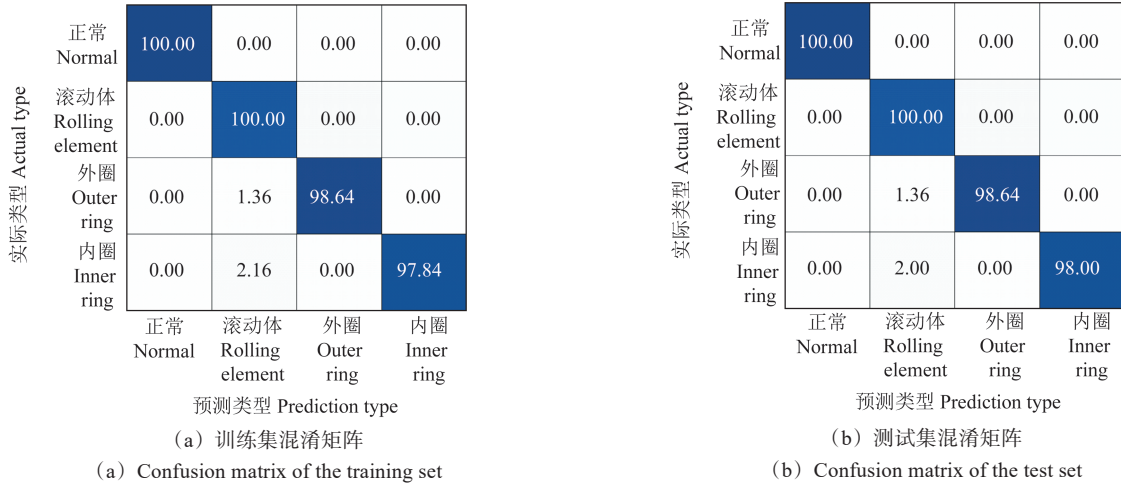 实际类型 Actual type
正常
Normal
100.00 0.00 0.00 0.00
滚动体
Rolling
element
0.00 100.00 0.00 0.00
外圈
Outer
ring
0.00 1.36 98.64 0.00
内圈
Inner
ring
0.00 2.16 0.00 97.84
正常 滚动体 外圈 内圈
Normal Rolling Outer Inner
element ring ring
预测类型 Prediction type
(a)训练集混淆矩阵
(a)Confusion matrix of the training set
实际类型 Actual type
正常
Normal
100.00 0.00 0.00 0.00
滚动体
Rolling
element
0.00 100.00 0.00 0.00
外圈
Outer
ring
0.00 1.36 98.64 0.00
内圈
Inner
ring
0.00 2.00 0.00 98.00
正常 滚动体 外圈 内圈
Normal Rolling Outer Inner
element ring ring
预测类型 Prediction type
(b)测试集混淆矩阵
(b)Confusion matrix of the test set